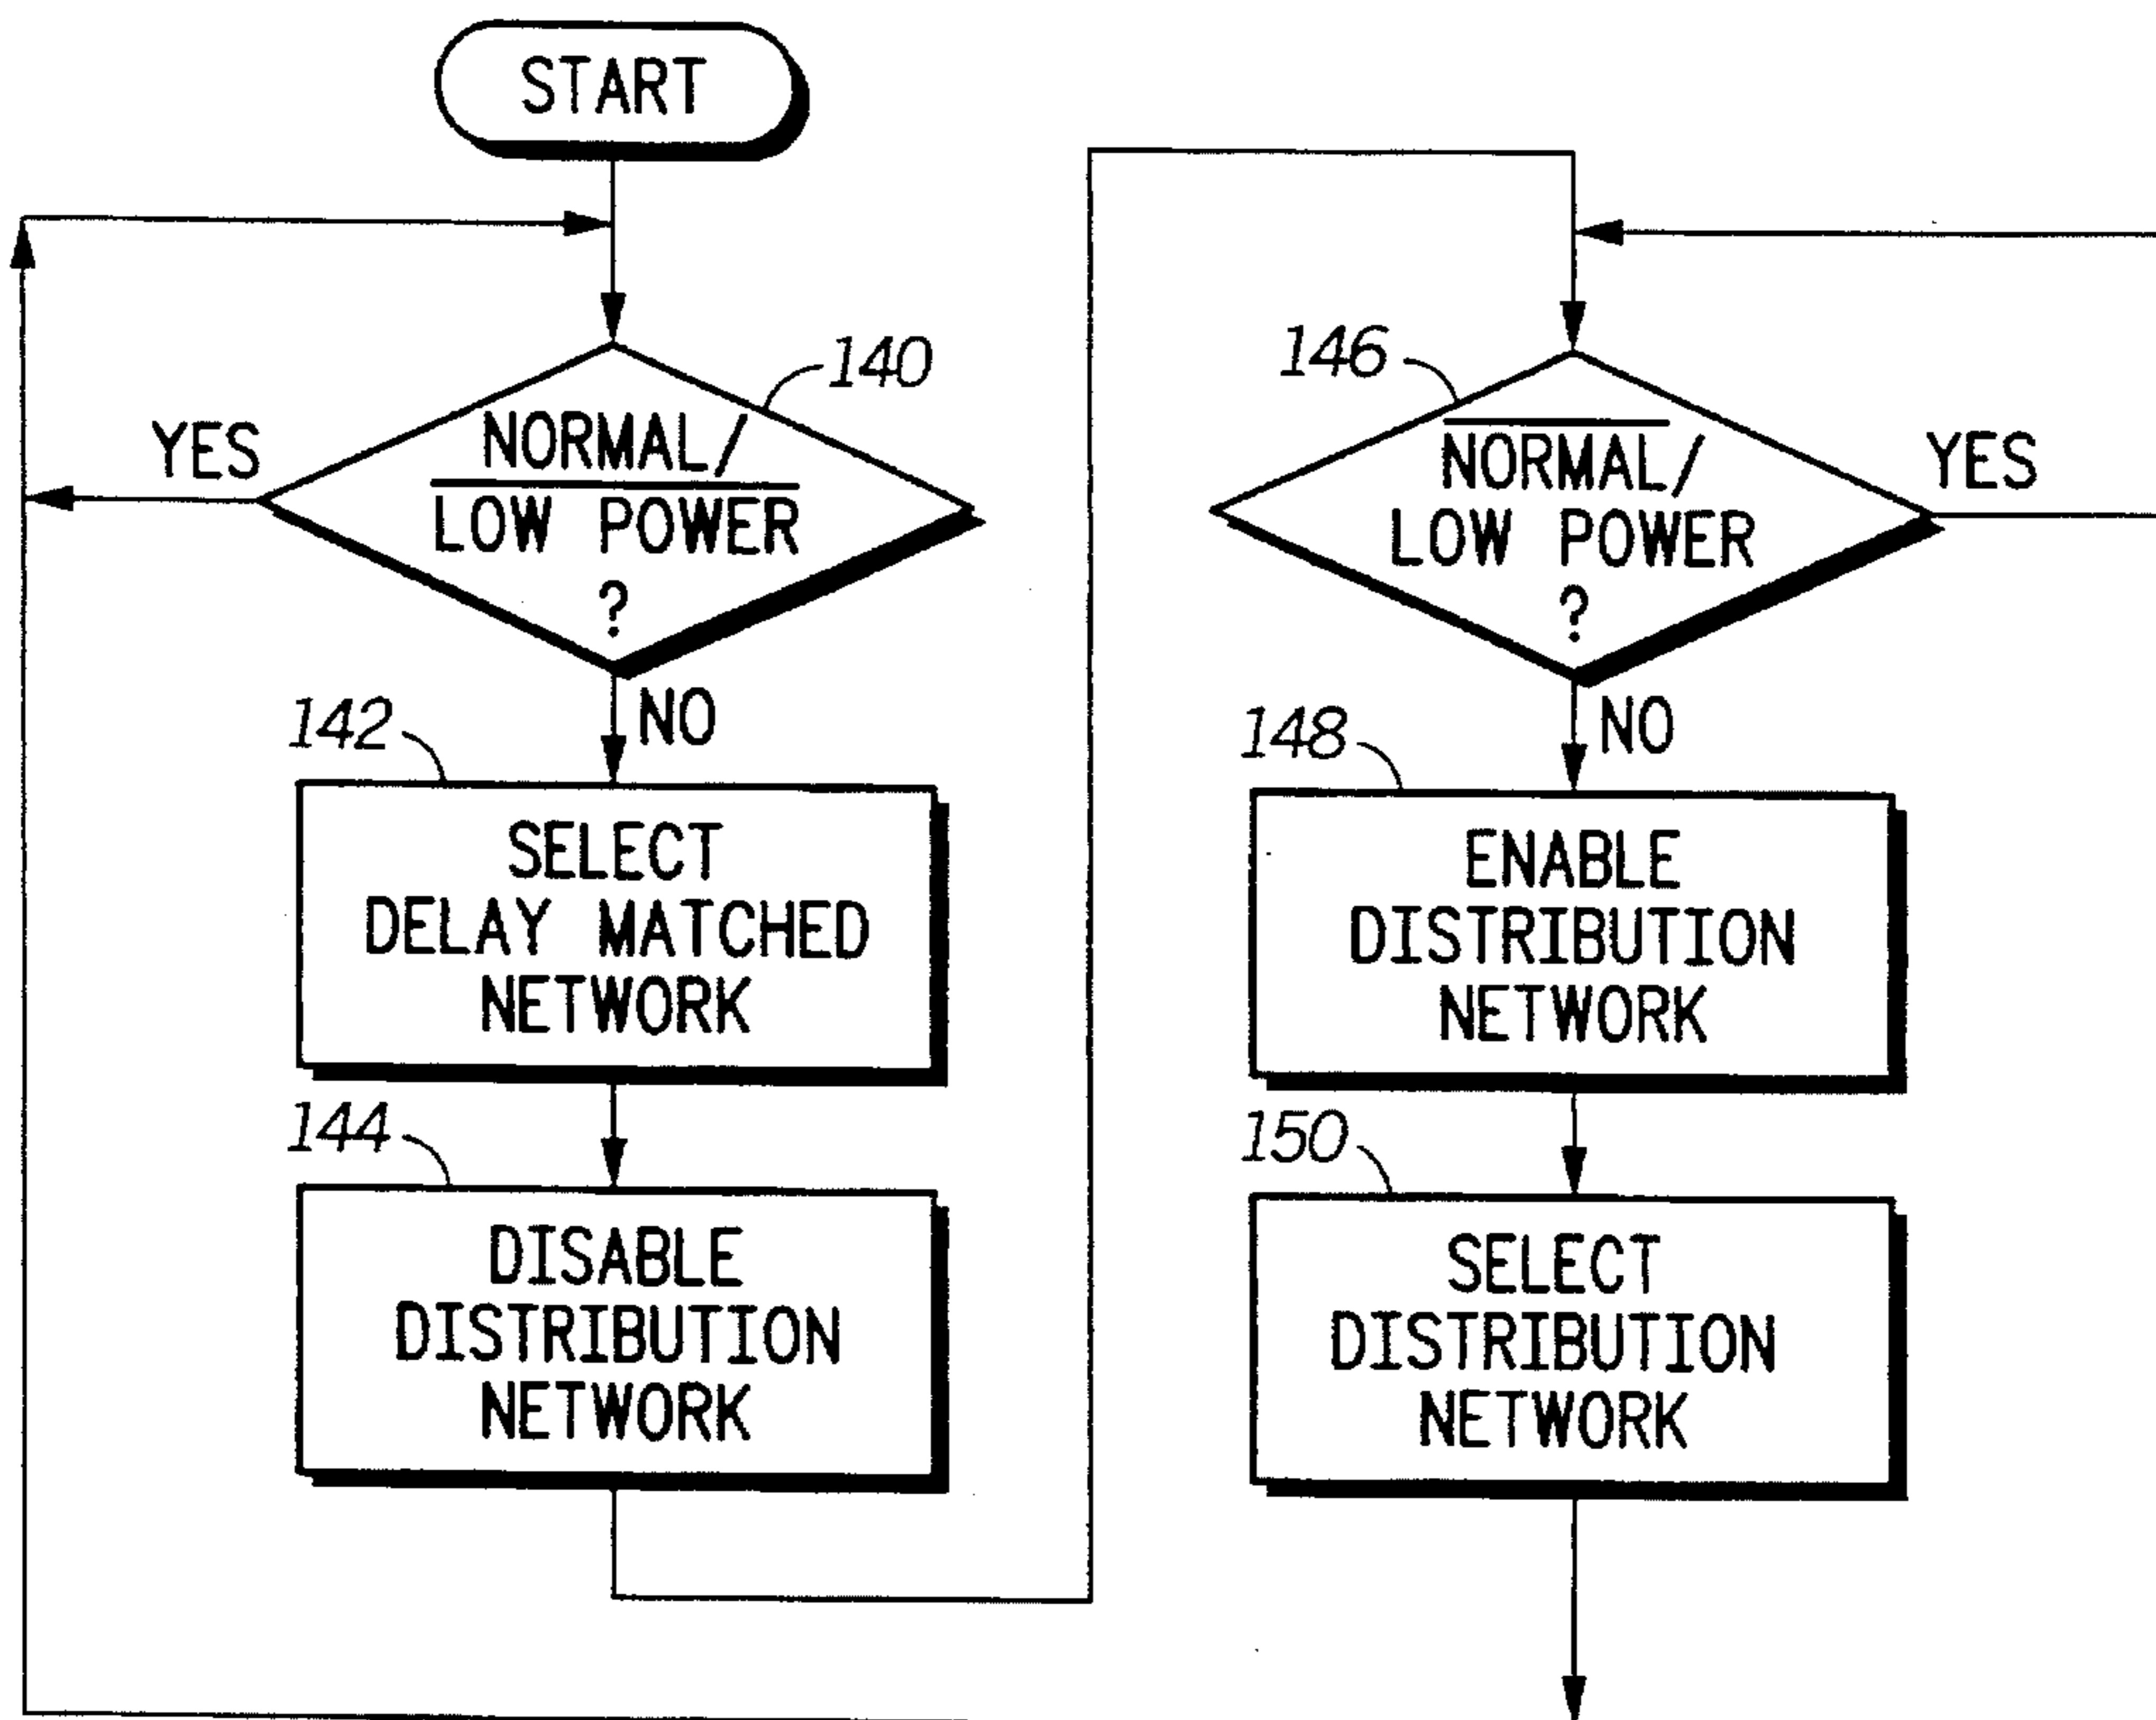 START
140
NORMAL/
LOW POWER
?
YES
NO
142
SELECT
DELAY MATCHED
NETWORK
144
DISABLE
DISTRIBUTION
NETWORK
146
NORMAL/
LOW POWER
?
YES
NO
148
ENABLE
DISTRIBUTION
NETWORK
150
SELECT
DISTRIBUTION
NETWORK